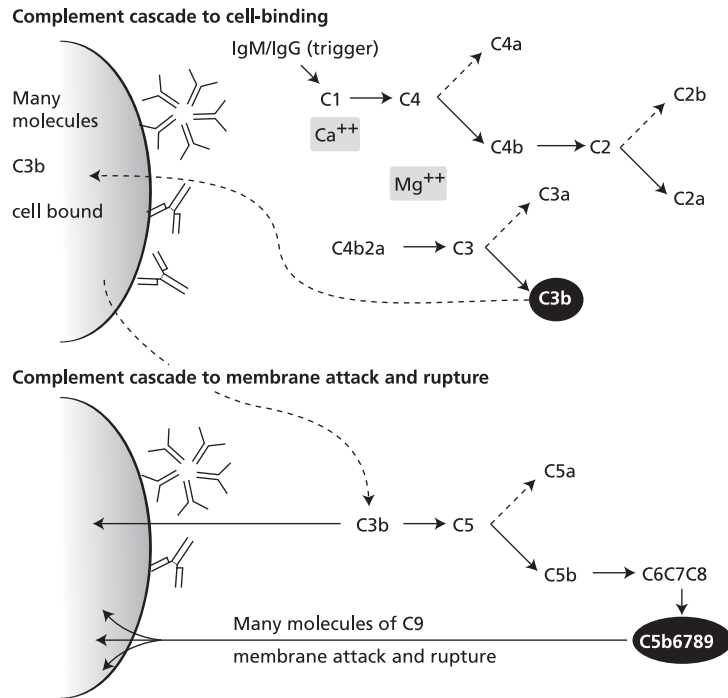 Complement cascade to cell-binding
IgM/IgG (trigger)
C4a
C1
C4
C2b
Many
molecules
Ca++
C4b
C2
C3b
Mg++
C3a
C2a
cell bound
C4b2a
C3
C3b
Complement cascade to membrane attack and rupture
C5a
C3b
C5
C5b
C6C7C8
Many molecules of C9
C5b6789
membrane attack and rupture